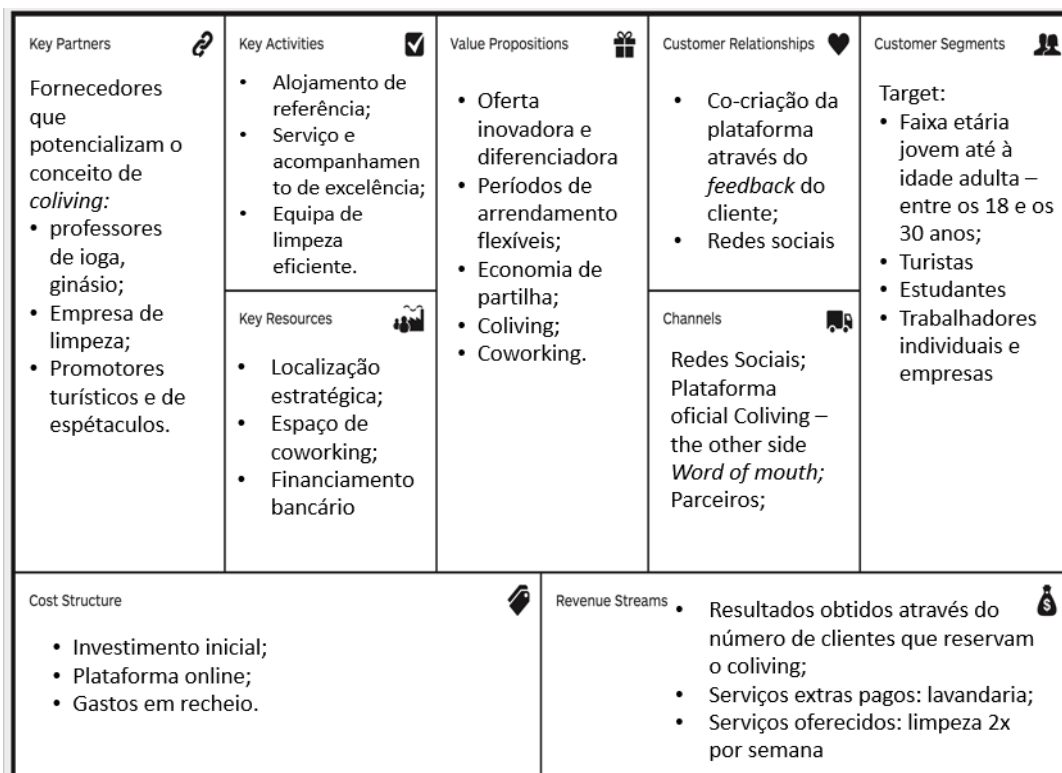 Key Partners
Fornecedores
que
potencializam o
conceito de
coliving:
• professores
de ioga,
ginásio;
• Empresa de
limpeza;
• Promotores
turísticos e de
espétaculos.
Key Activities
• Alojamento de
referência;
• Serviço e
acompanhamen
to de excelência;
• Equipa de
limpeza
eficiente.
Key Resources
• Localização
estratégica;
• Espaço de
coworking;
• Financiamento
bancário
Value Propositions
• Oferta
inovadora e
diferenciadora
• Períodos de
arrendamento
flexíveis;
• Economia de
partilha;
• Coliving;
• Coworking.
Customer Relationships
• Co-criação da
plataforma
através do
feedback do
cliente;
• Redes sociais
Channels
Redes Sociais;
Plataforma
oficial Coliving –
the other side
Word of mouth;
Parceiros;
Customer Segments
Target:
• Faixa etária
jovem até à
idade adulta –
entre os 18 e os
30 anos;
• Turistas
• Estudantes
• Trabalhadores
individuais e
empresas
Cost Structure
• Investimento inicial;
• Plataforma online;
• Gastos em recheio.
Revenue Streams
• Resultados obtidos através do
número de clientes que reservam
o coliving;
• Serviços extras pagos: lavandaria;
• Serviços oferecidos: limpeza 2x
por semana